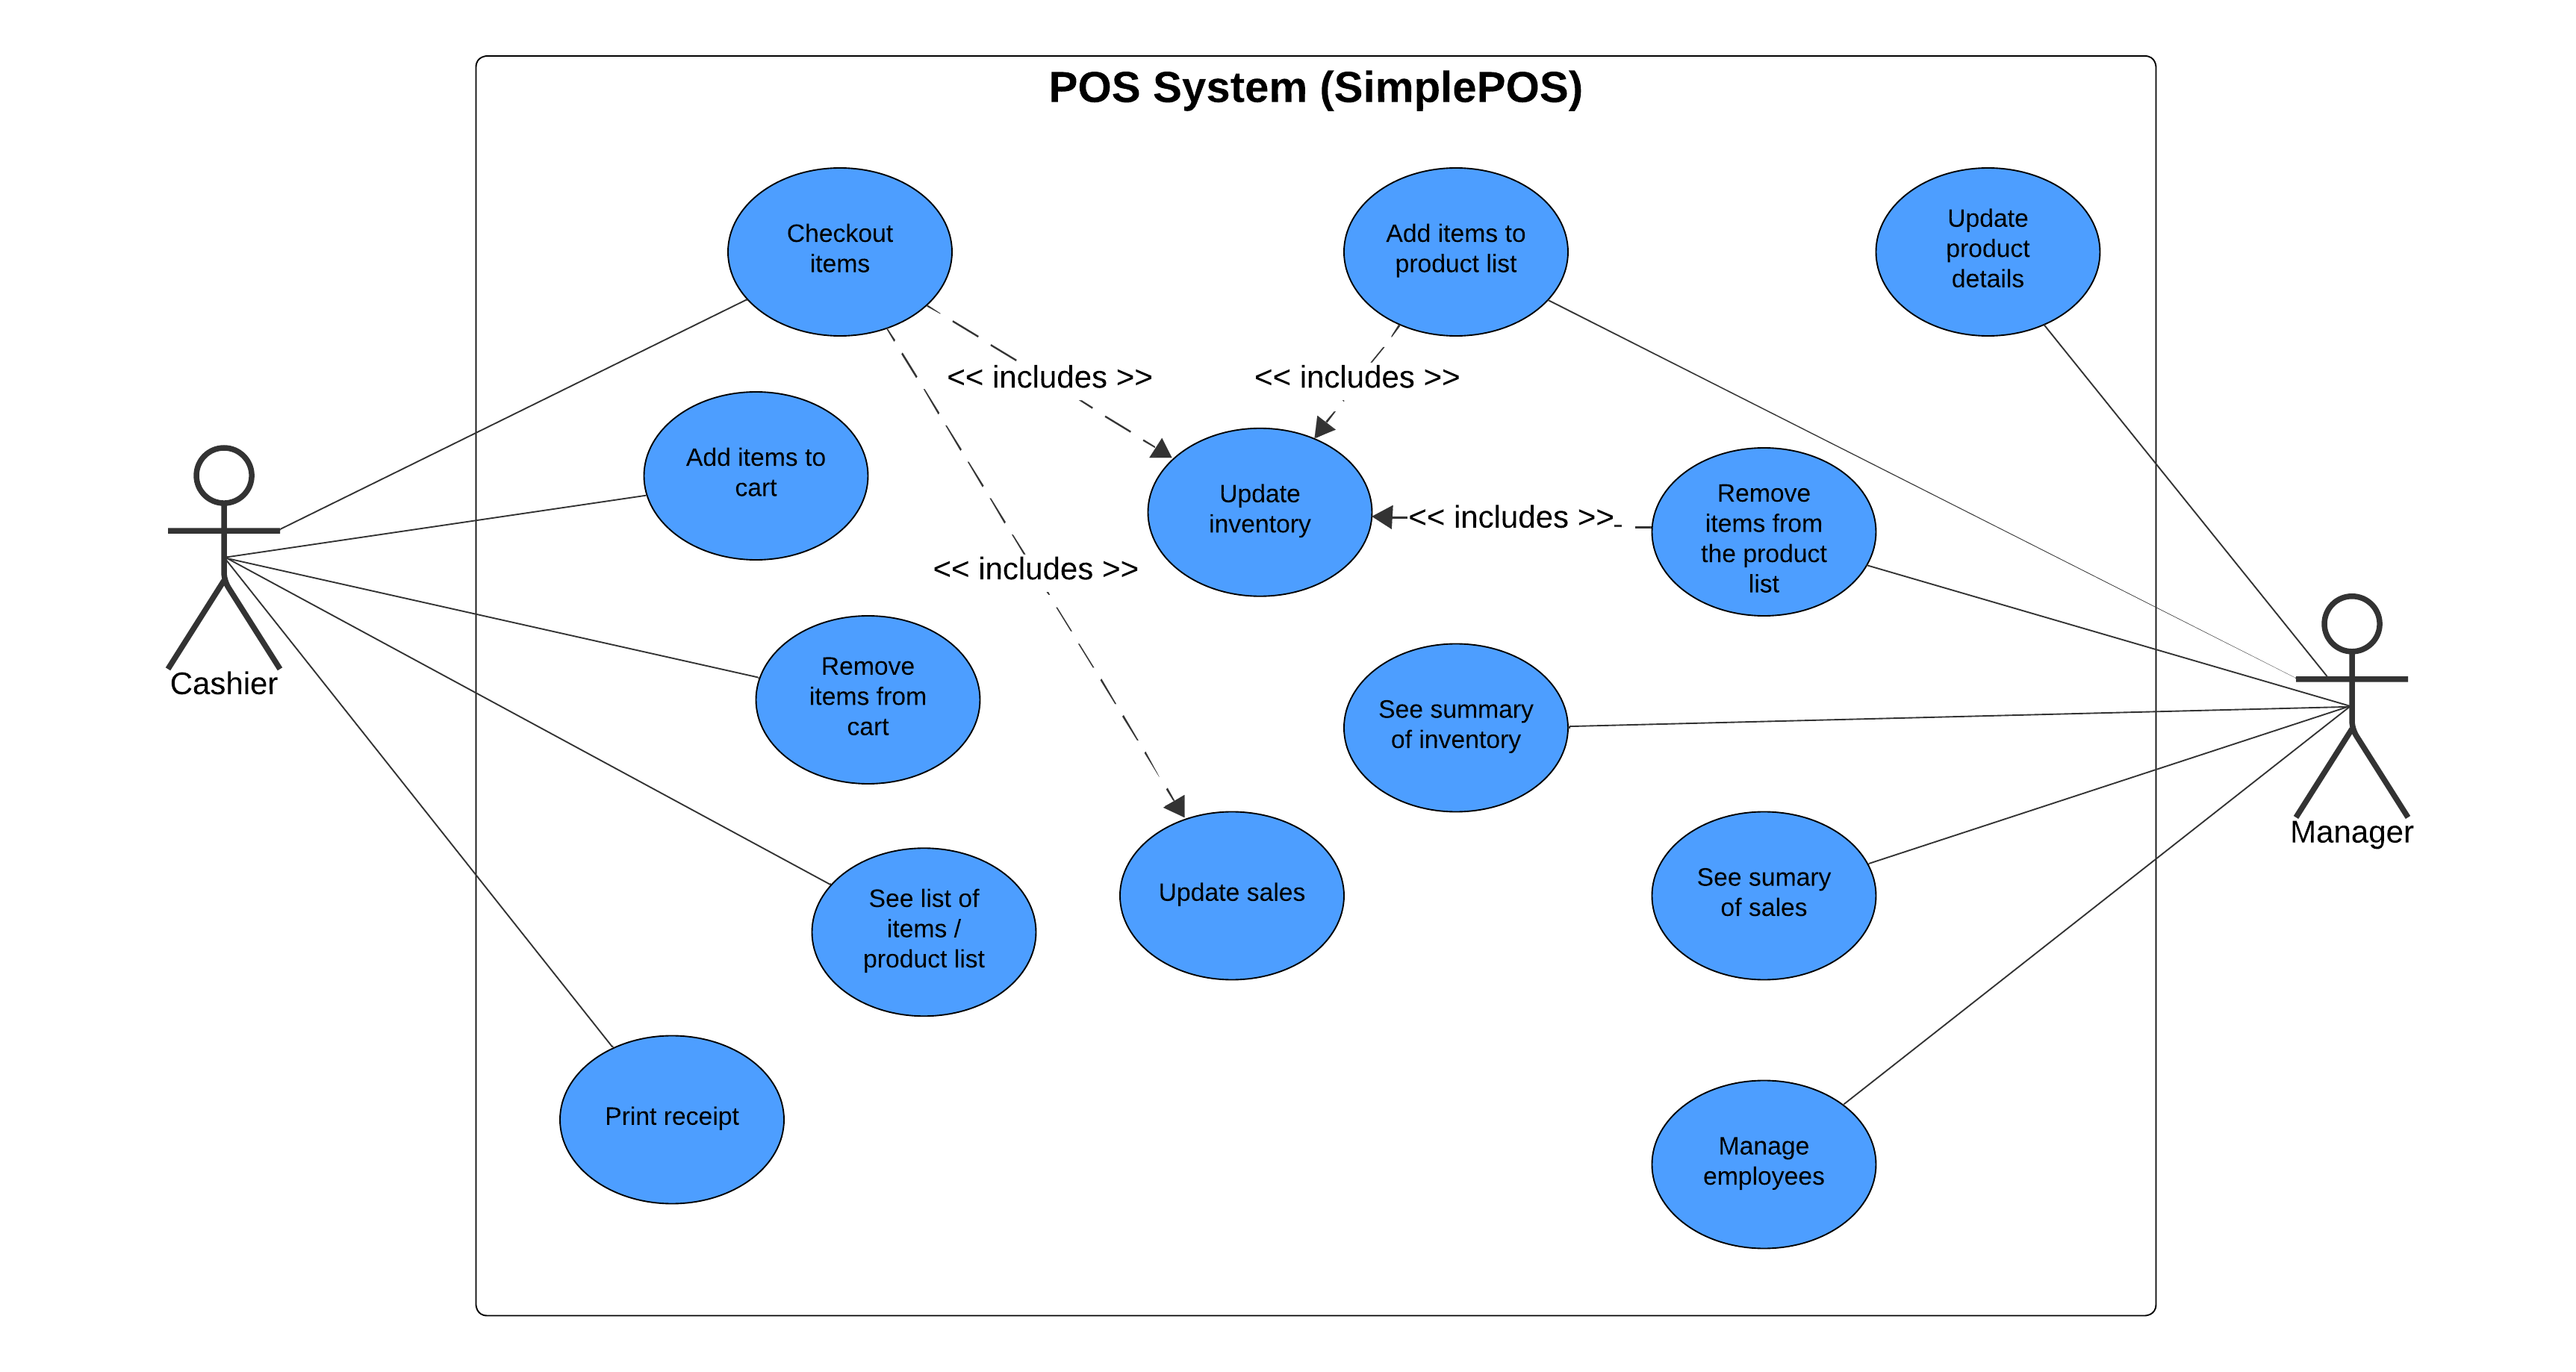 POS System (SimplePOS)
Checkout
items
Add items to
product list
Update
product
details
<< includes >>
<< includes >>
Add items to
cart
Update
inventory
<< includes >>
Remove
items from
the product
list
<< includes >>
Cashier
Remove
items from
cart
See summary
of inventory
Manager
See list of
items /
product list
Update sales
See sumary
of sales
Print receipt
Manage
employees